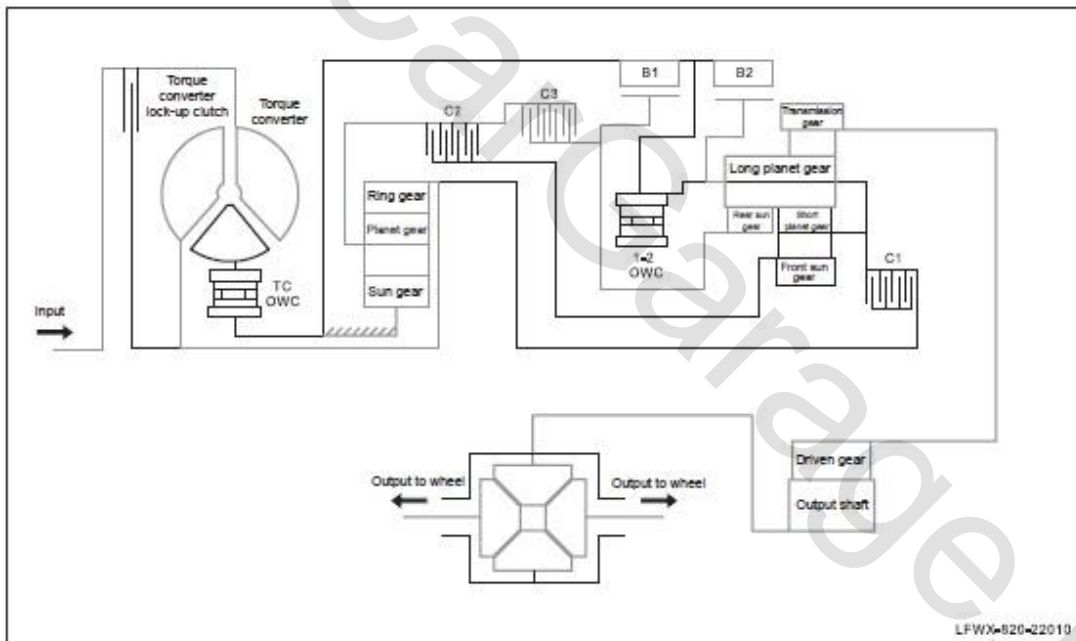 Torque
converter
lock-up clutch
Torque
converter
C2
C3
B1
B2
Transmission
gear
Long planet gear
Ring gear
Planet gear
Sun gear
Rear sun
gear
Short
planet gear
Front sun
gear
1-2
OWC
C1
TC
OWC
Input
Output to wheel
Output to wheel
Driven gear
Output shaft
CarGarage
LFWX-820-22010